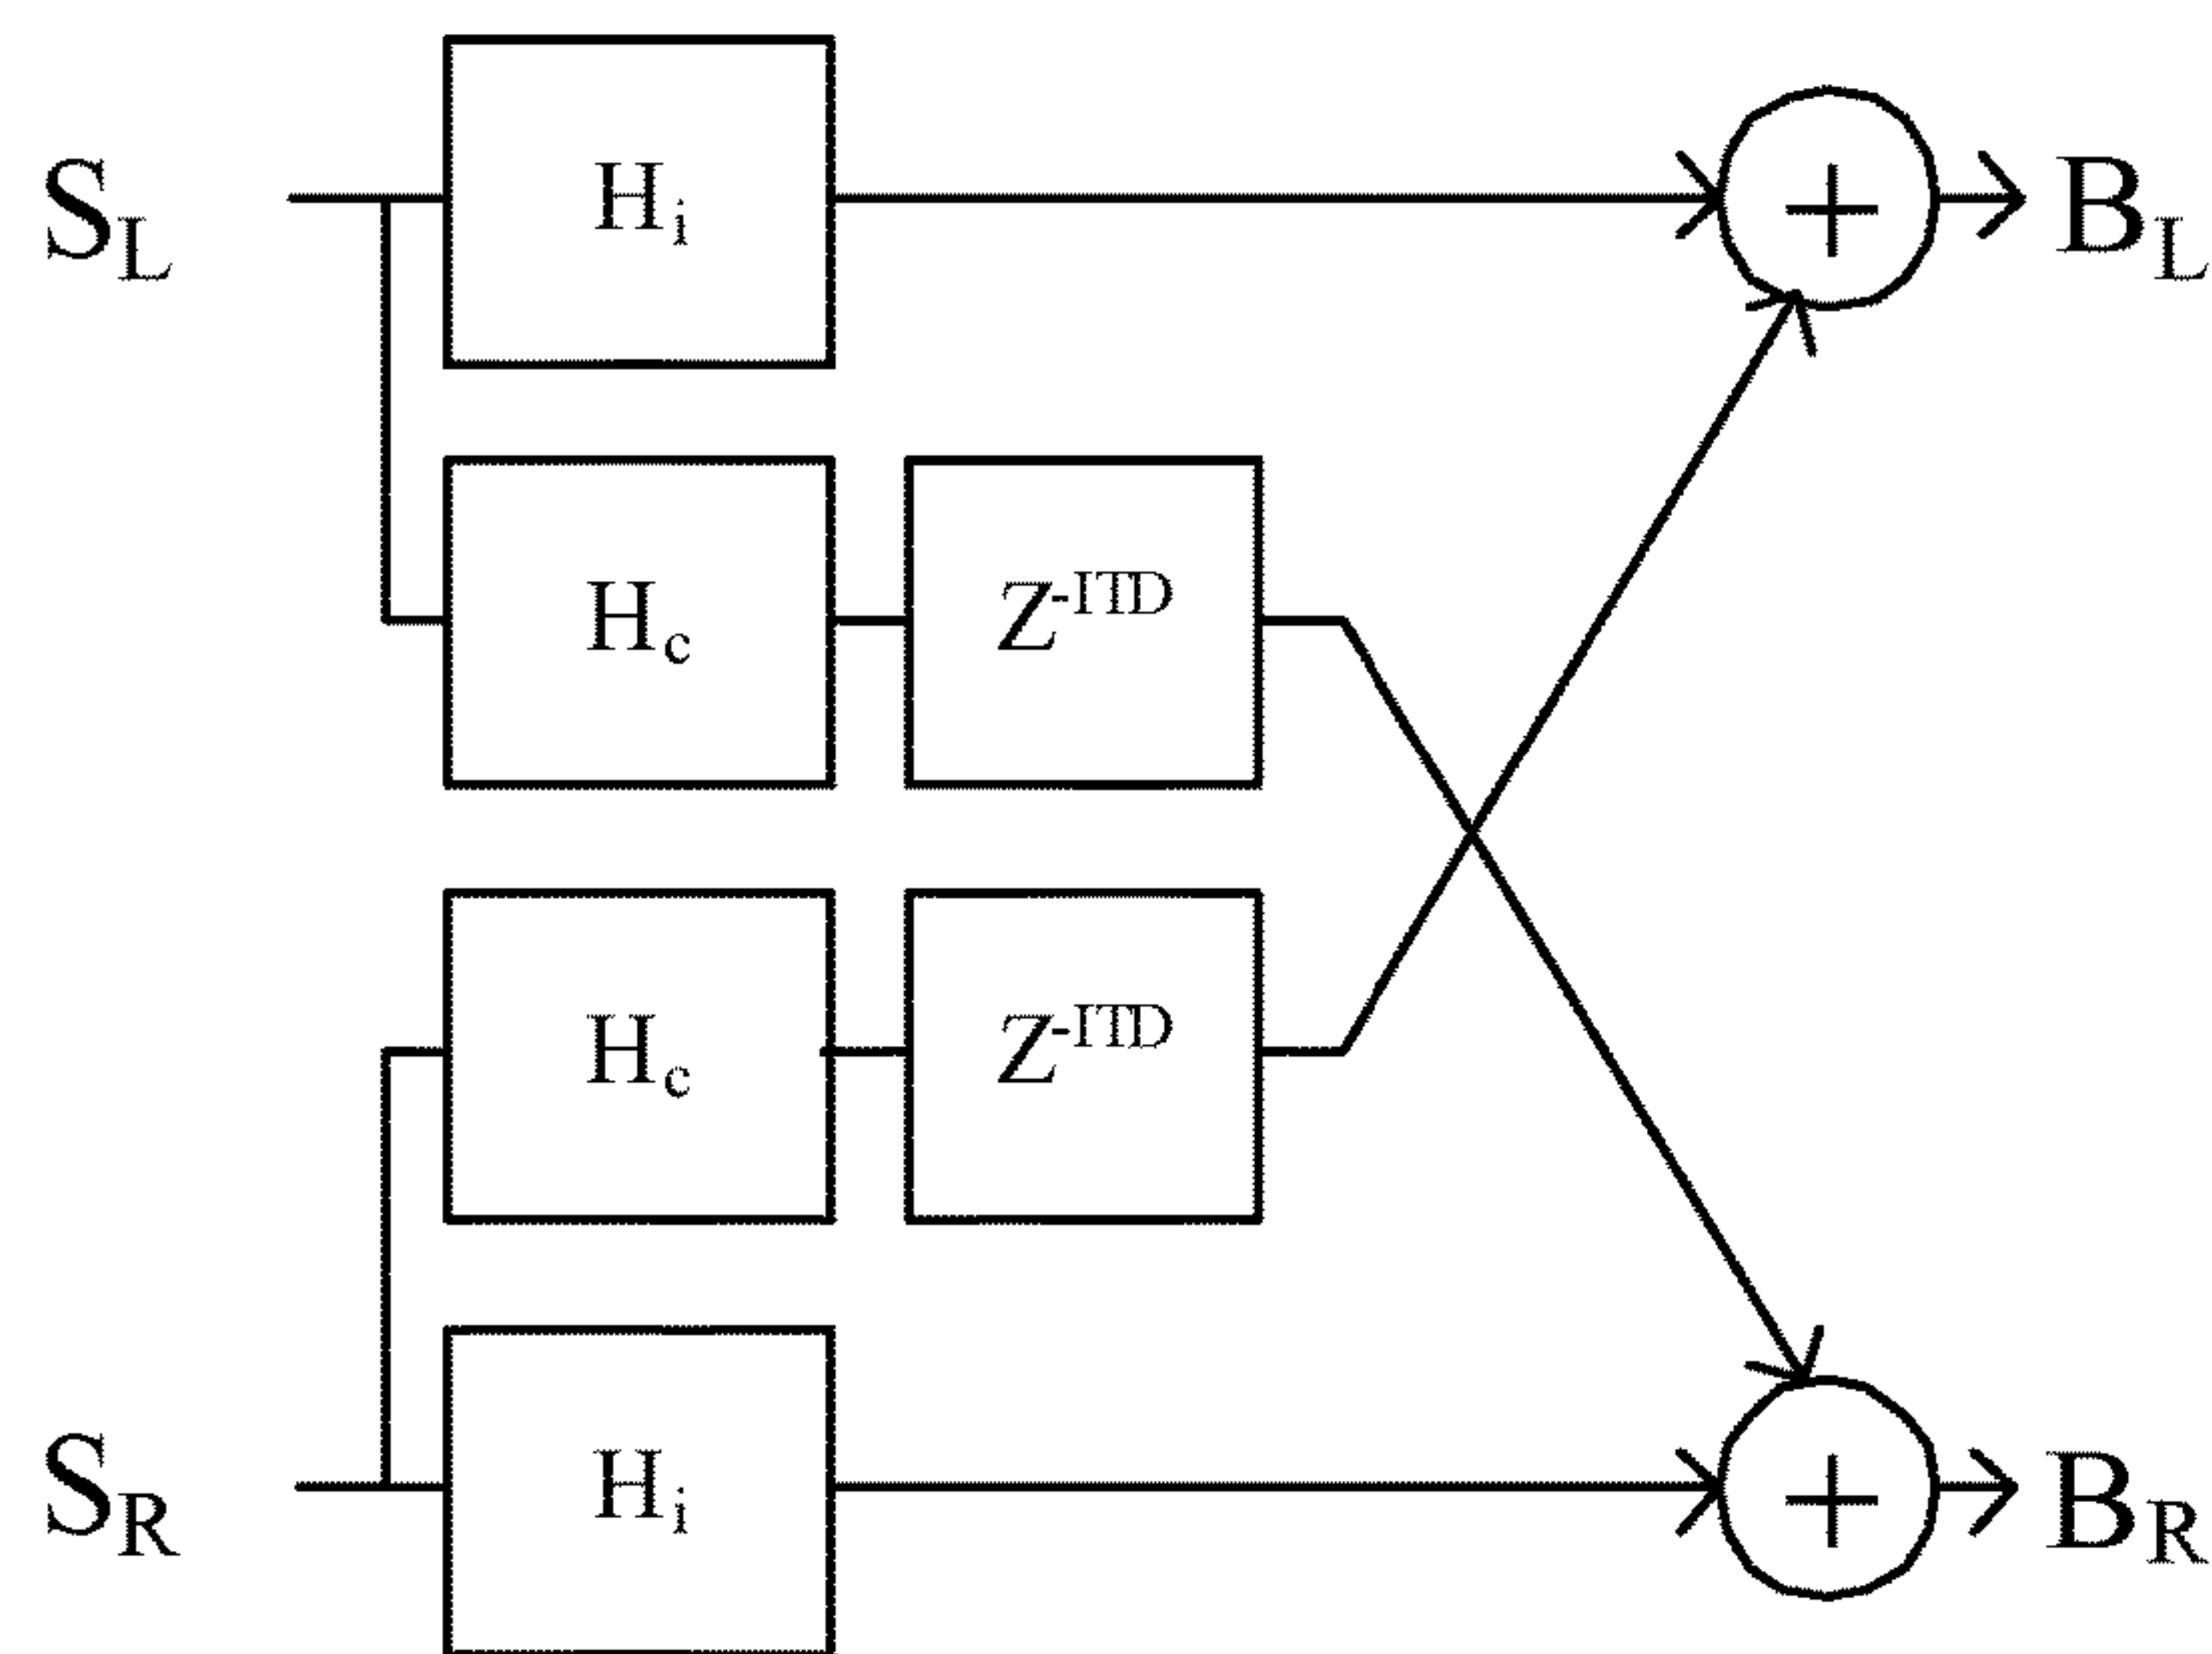 S_L H_i + B_L
H_c Z^-ITD
H_c Z^-ITD
S_R H_i + B_R